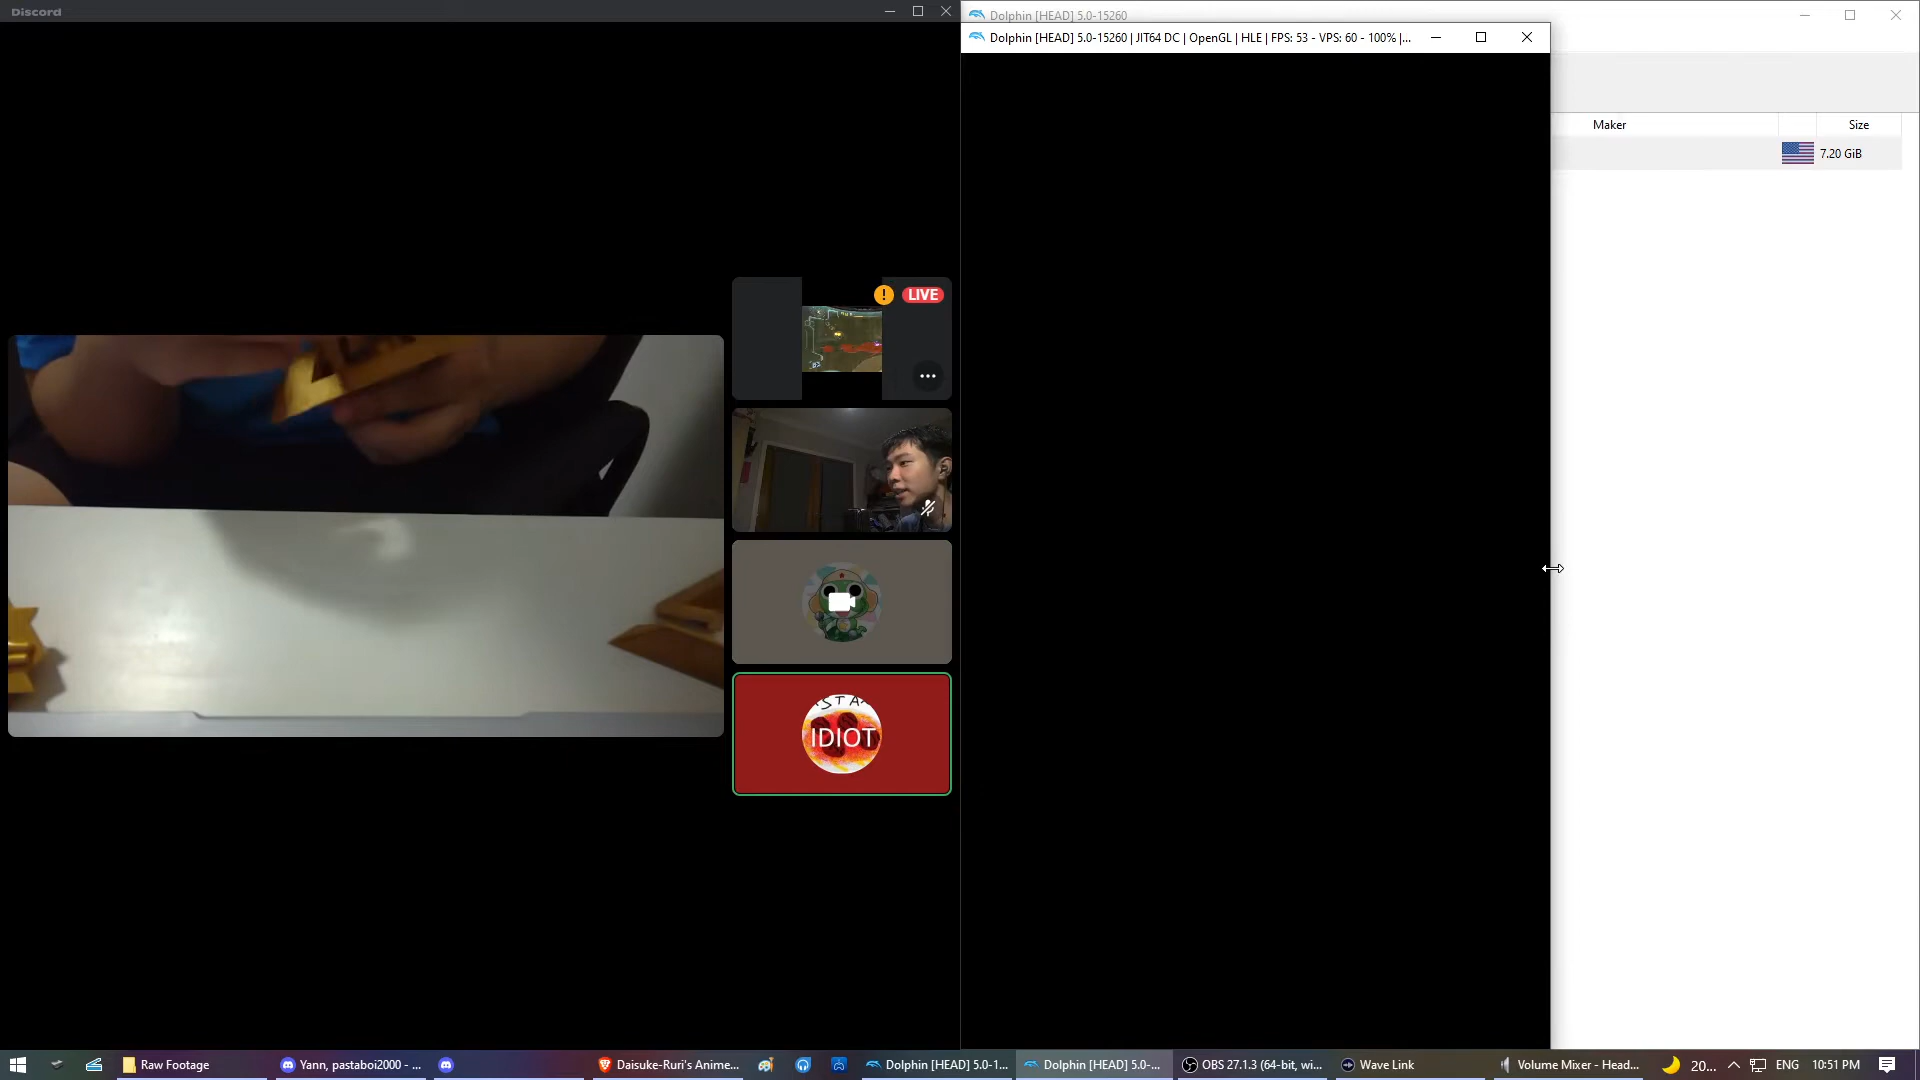 Discord
Dolphin [HEAD] 5.0-15260
Dolphin [HEAD] 5.0-15260 | JIT64 DC | OpenGL | HLE | FPS: 53 - VPS: 60 - 100% |...
Maker
Size
7.20 GiB
!
LIVE
STA
IDIOT
Raw Footage
Yann, pastaboi2000 - ...
Daisuke-Ruri's Anime...
Dolphin [HEAD] 5.0-1...
Dolphin [HEAD] 5.0-...
OBS 27.1.3 (64-bit, wi...
Wave Link
Volume Mixer - Head...
20...
ENG
10:51 PM